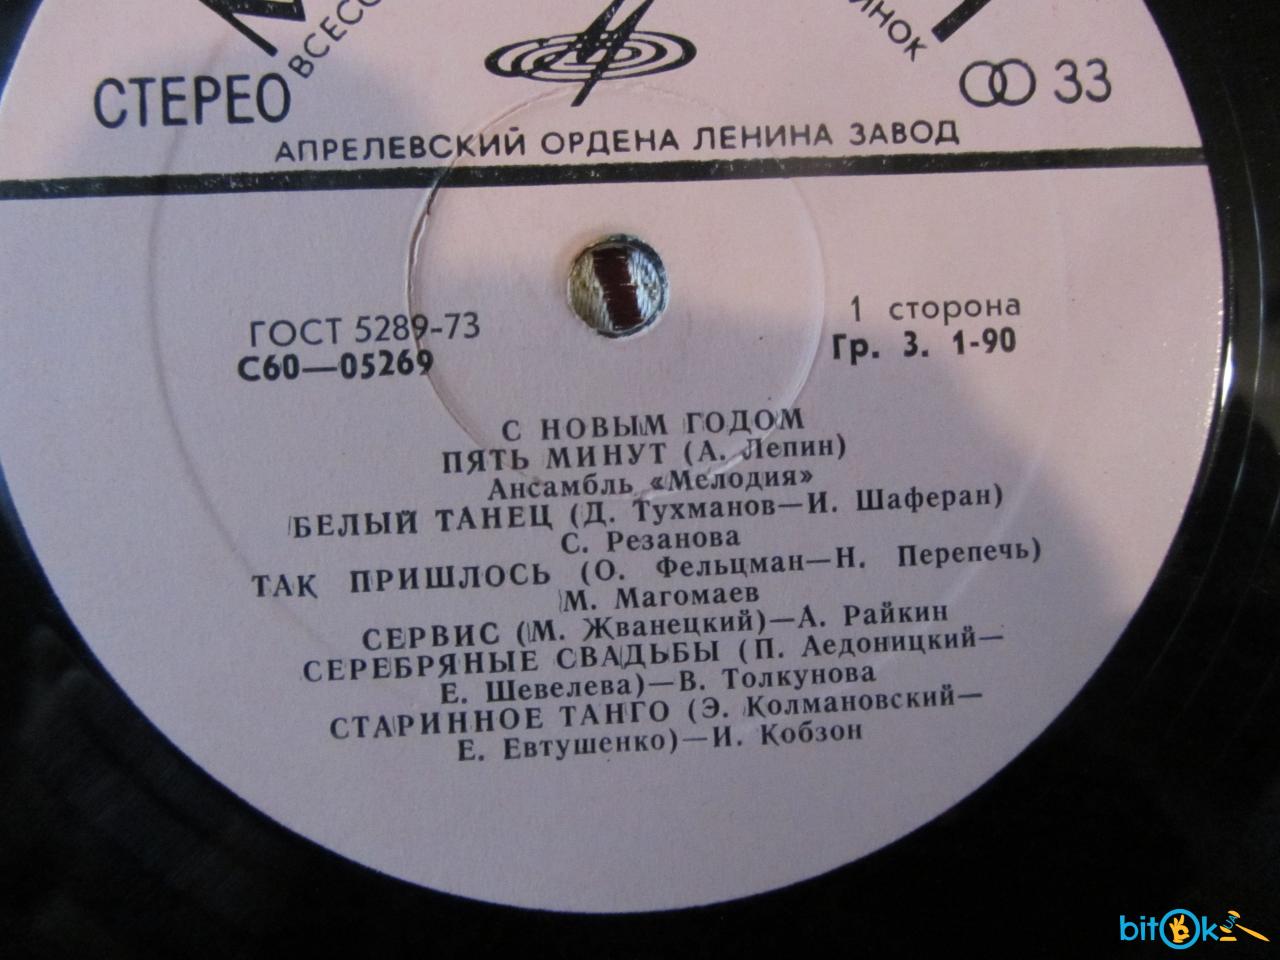 СТЕРЕО
33
АПРЕЛЕВСКИЙ ОРДЕНА ЛЕНИНА ЗАВОД
ГОСТ 5289-73
С60—05269
1 сторона
Гр. 3. 1-90
С НОВЫМ ГОДОМ
ПЯТЬ МИНУТ (А. Лепин)
Ансамбль «Мелодия»
БЕЛЫЙ ТАНЕЦ (Д. Тухманов—И. Шаферан)
С. Резанова
ТАК ПРИШЛОСЬ (О. Фельцман—Н. Перепечь)
М. Магомаев
СЕРВИС (М. Жванецкий)—А. Райкин
СЕРЕБРЯНЫЕ СВАДЬБЫ (П. Аедоницкий—
Е. Шевелева)—В. Толкунова
СТАРИННОЕ ТАНГО (Э. Колмановский—
Е. Евтушенко)—И. Кобзон
bitOk UA